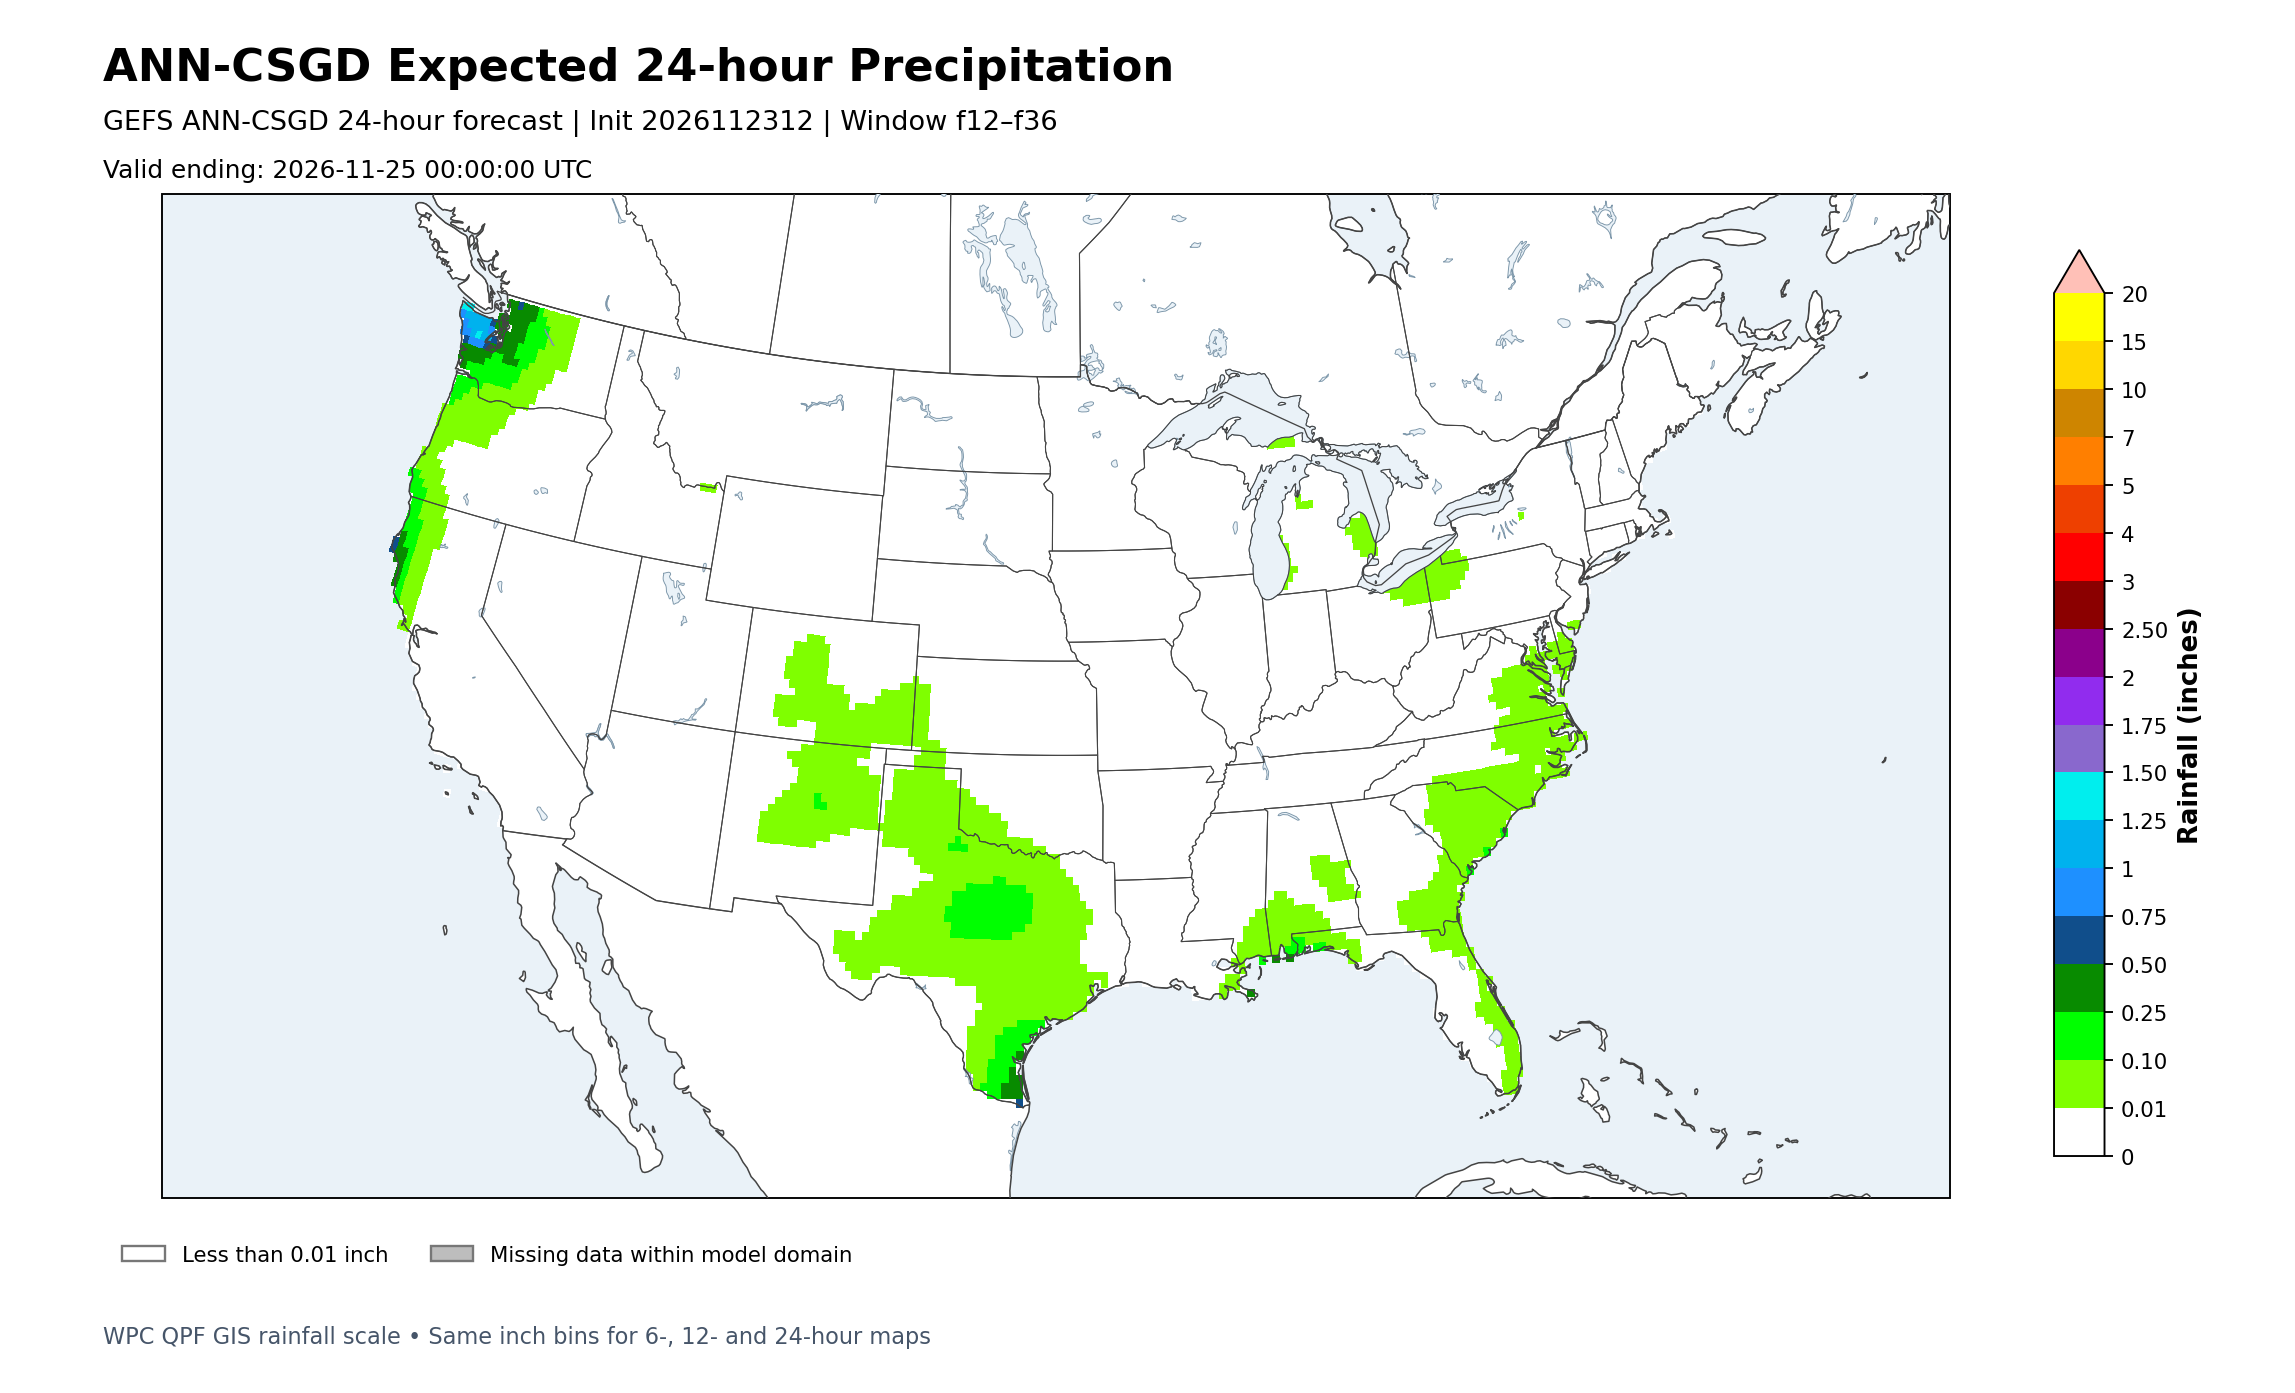 ANN-CSGD Expected 24-hour Precipitation
GEFS ANN-CSGD 24-hour forecast | Init 2026112312 | Window f12–f36
Valid ending: 2026-11-25 00:00:00 UTC
20
15
10
7
5
4
3
2.50
2
1.75
1.50
1.25
1
0.75
0.50
0.25
0.10
0.01
0
Rainfall (inches)
Less than 0.01 inch
Missing data within model domain
WPC QPF GIS rainfall scale • Same inch bins for 6-, 12- and 24-hour maps